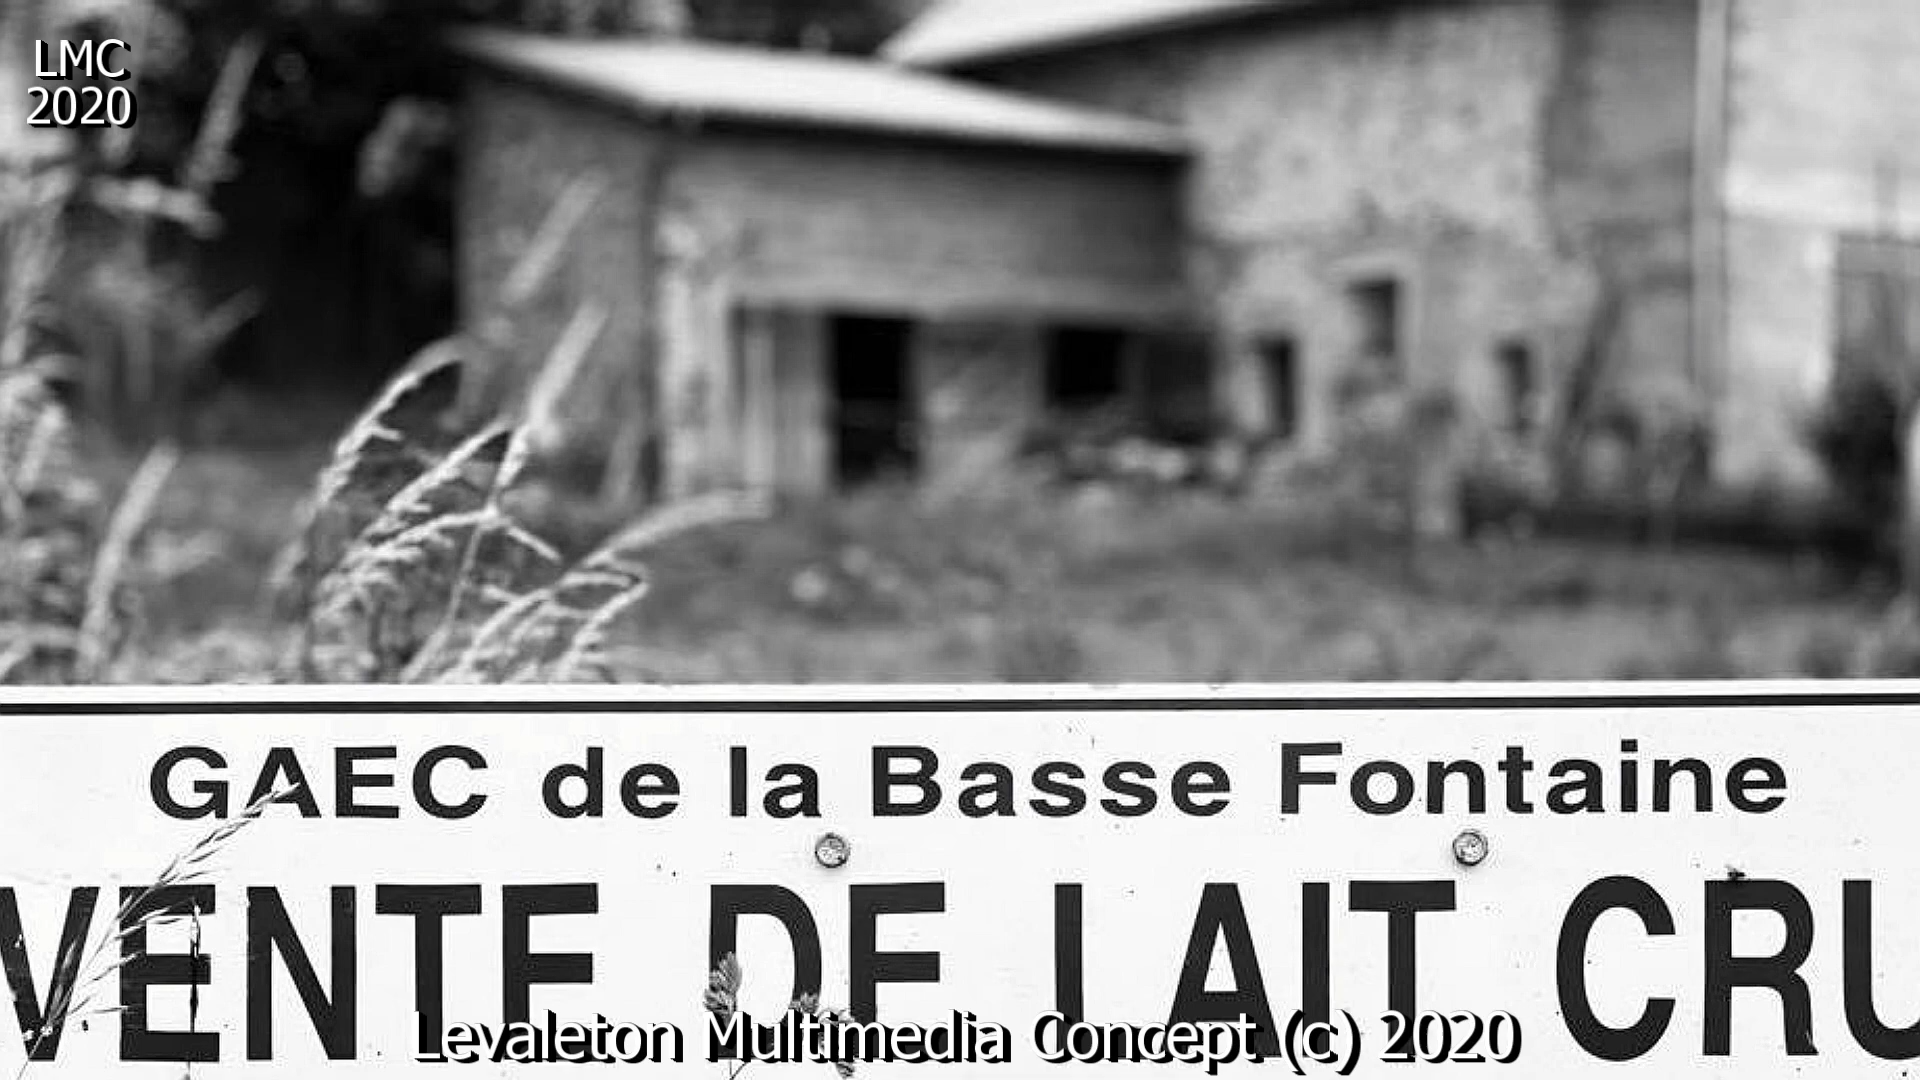 LMC
2020
GAEC de la Basse Fontaine
VENTE DE LAIT CRU
Levaleton Multimedia Concept (c) 2020